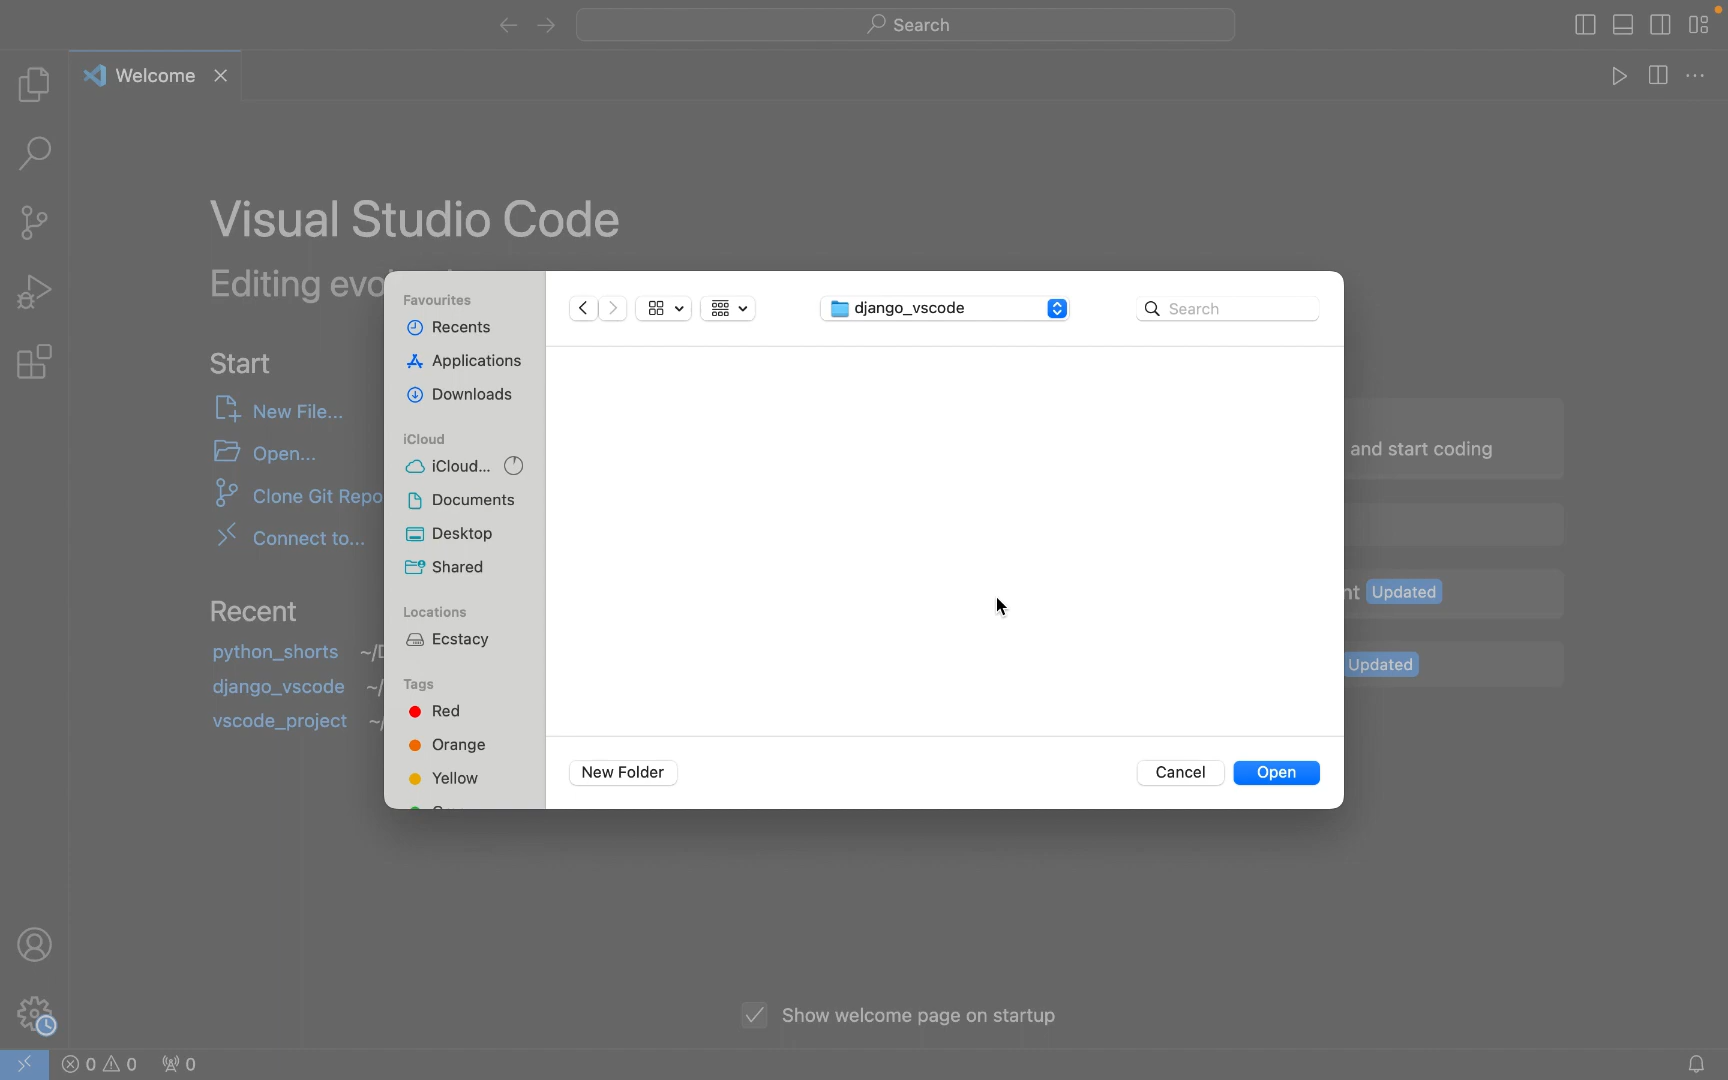 Search
Welcome
Visual Studio Code
Editing evo
Start
New File...
Open...
Clone Git Repo
Connect to...
Recent
python_shorts ~/D
django_vscode ~/
vscode_project ~/
Favourites
Recents
Applications
Downloads
iCloud
iCloud...
Documents
Desktop
Shared
Locations
Ecstacy
Tags
Red
Orange
Yellow
django_vscode
Search
New Folder
Cancel
Open
and start coding
nt Updated
Updated
Show welcome page on startup
0 0 0